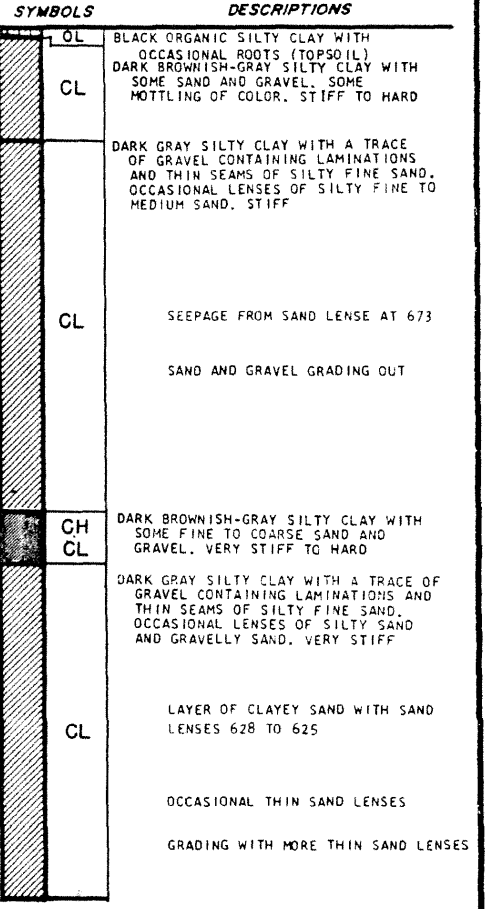 SYMBOLS DESCRIPTIONS
OL BLACK ORGANIC SILTY CLAY WITH
OCCASIONAL ROOTS (TOPSOIL)
DARK BROWNISH-GRAY SILTY CLAY WITH
CL SOME SAND AND GRAVEL. SOME
MOTTLING OF COLOR. STIFF TO HARD
DARK GRAY SILTY CLAY WITH A TRACE
OF GRAVEL CONTAINING LAMINATIONS
AND THIN SEAMS OF SILTY FINE SAND.
OCCASIONAL LENSES OF SILTY FINE TO
MEDIUM SAND. STIFF
CL SEEPAGE FROM SAND LENSE AT 673
SAND AND GRAVEL GRADING OUT
CH DARK BROWNISH-GRAY SILTY CLAY WITH
SOME FINE TO COARSE SAND AND
CL GRAVEL. VERY STIFF TO HARD
DARK GRAY SILTY CLAY WITH A TRACE OF
GRAVEL CONTAINING LAMINATIONS AND
THIN SEAMS OF SILTY FINE SAND.
OCCASIONAL LENSES OF SILTY SAND
AND GRAVELLY SAND. VERY STIFF
LAYER OF CLAYEY SAND WITH SAND
CL LENSES 628 TO 625
OCCASIONAL THIN SAND LENSES
GRADING WITH MORE THIN SAND LENSES